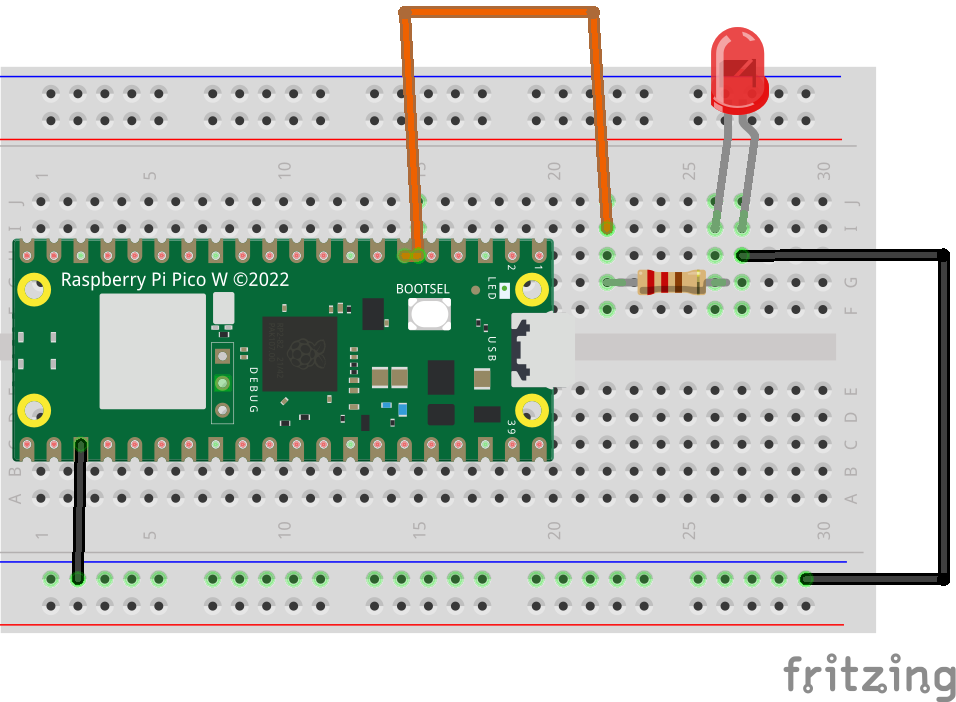 1 5 10 15 20 25 30
J J
I I
H
2 1
Raspberry Pi Pico W ©2022
G G
BOOTSEL
LED
F F
USB
DEBUG
E E
D
39
C C
B B
A A
1 5 10 15 20 25 30
fritzing